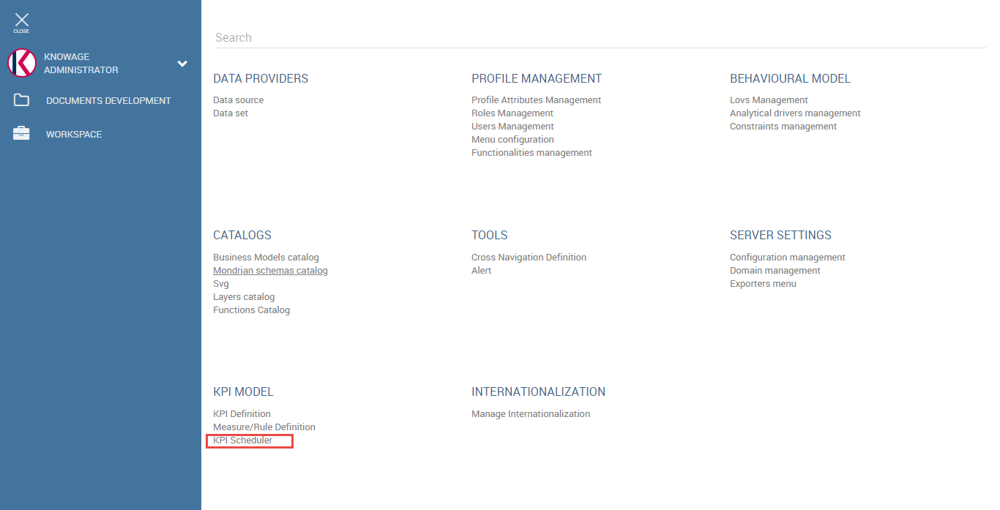 CLOSE
KNOWAGE
ADMINISTRATOR
DOCUMENTS DEVELOPMENT
WORKSPACE
Search
DATA PROVIDERS
Data source
Data set
PROFILE MANAGEMENT
Profile Attributes Management
Roles Management
Users Management
Menu configuration
Functionalities management
BEHAVIOURAL MODEL
Lovs Management
Analytical drivers management
Constraints management
CATALOGS
Business Models catalog
Mondrian schemas catalog
Svg
Layers catalog
Functions Catalog
TOOLS
Cross Navigation Definition
Alert
SERVER SETTINGS
Configuration management
Domain management
Exporters menu
KPI MODEL
KPI Definition
Measure/Rule Definition
KPI Scheduler
INTERNATIONALIZATION
Manage Internationalization